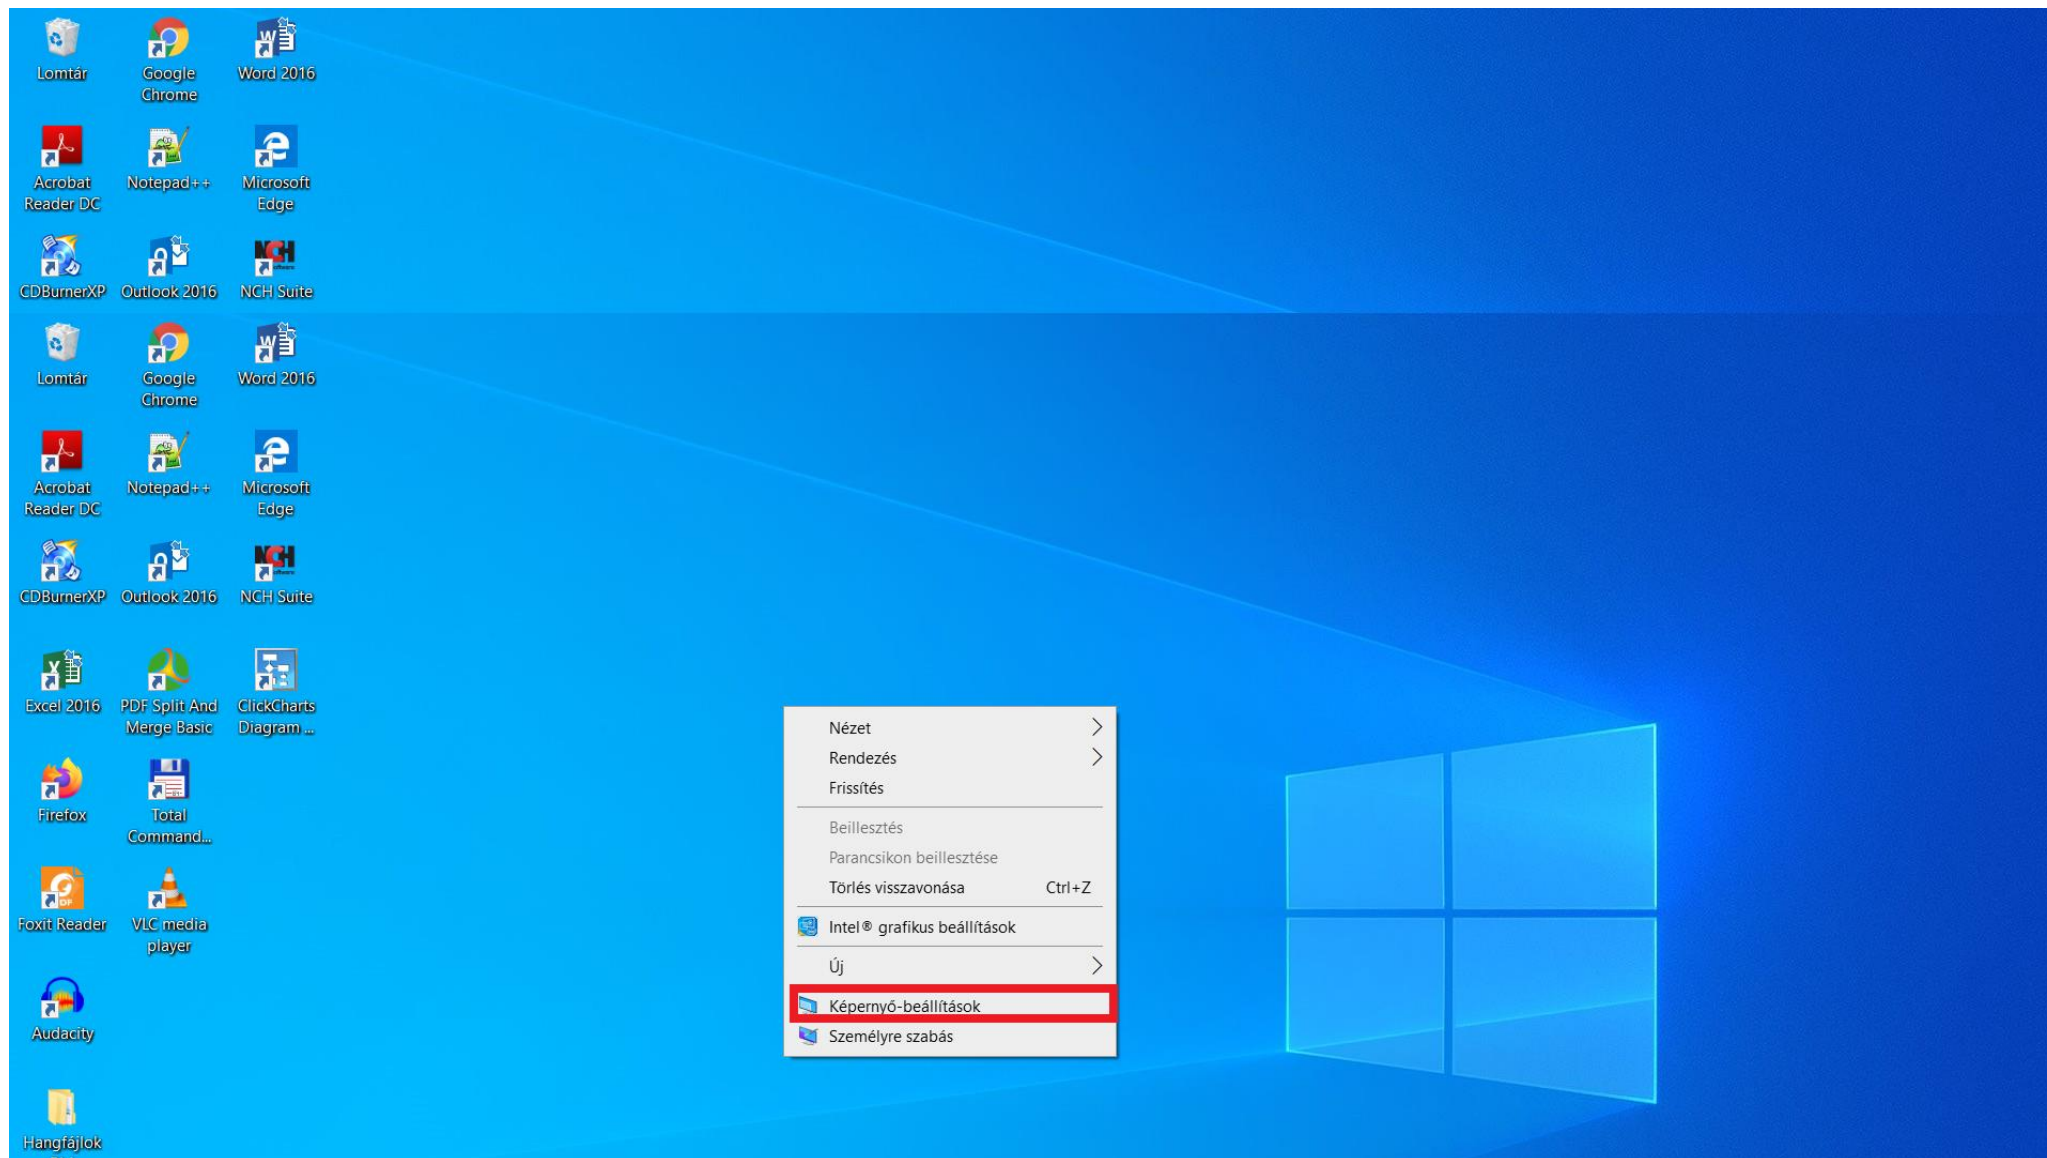 Lomtár
Google
Chrome
Word 2016
Acrobat
Reader DC
Notepad++
Microsoft
Edge
CDBurnerXP
Outlook 2016
NCH Suite
Lomtár
Google
Chrome
Word 2016
Acrobat
Reader DC
Notepad++
Microsoft
Edge
CDBurnerXP
Outlook 2016
NCH Suite
Excel 2016
PDF Split And
Merge Basic
ClickCharts
Diagram ...
Firefox
Total
Command...
Foxit Reader
VLC media
player
Audacity
Hangfájlok
Nézet
Rendezés
Frissítés
Beillesztés
Parancsikon beillesztése
Törlés visszavonása Ctrl+Z
Intel® grafikus beállítások
Új
Képernyő-beállítások
Személyre szabás